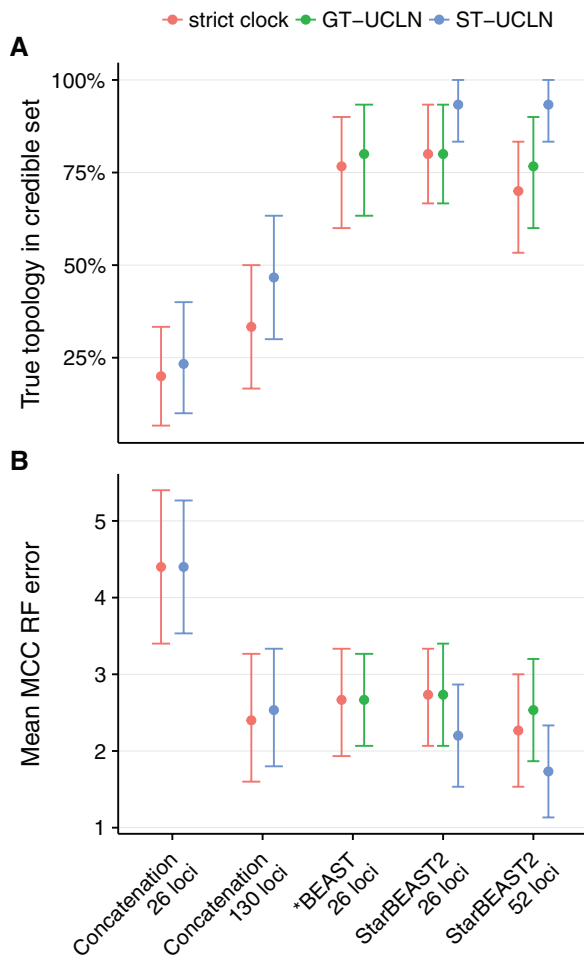 strict clock GT−UCLN ST−UCLN
A
True topology in credible set
100%
75%
50%
25%
B
Mean MCC RF error
5
4
3
2
1
Concatenation
26 loci
Concatenation
130 loci
*BEAST
26 loci
StarBEAST2
26 loci
StarBEAST2
52 loci